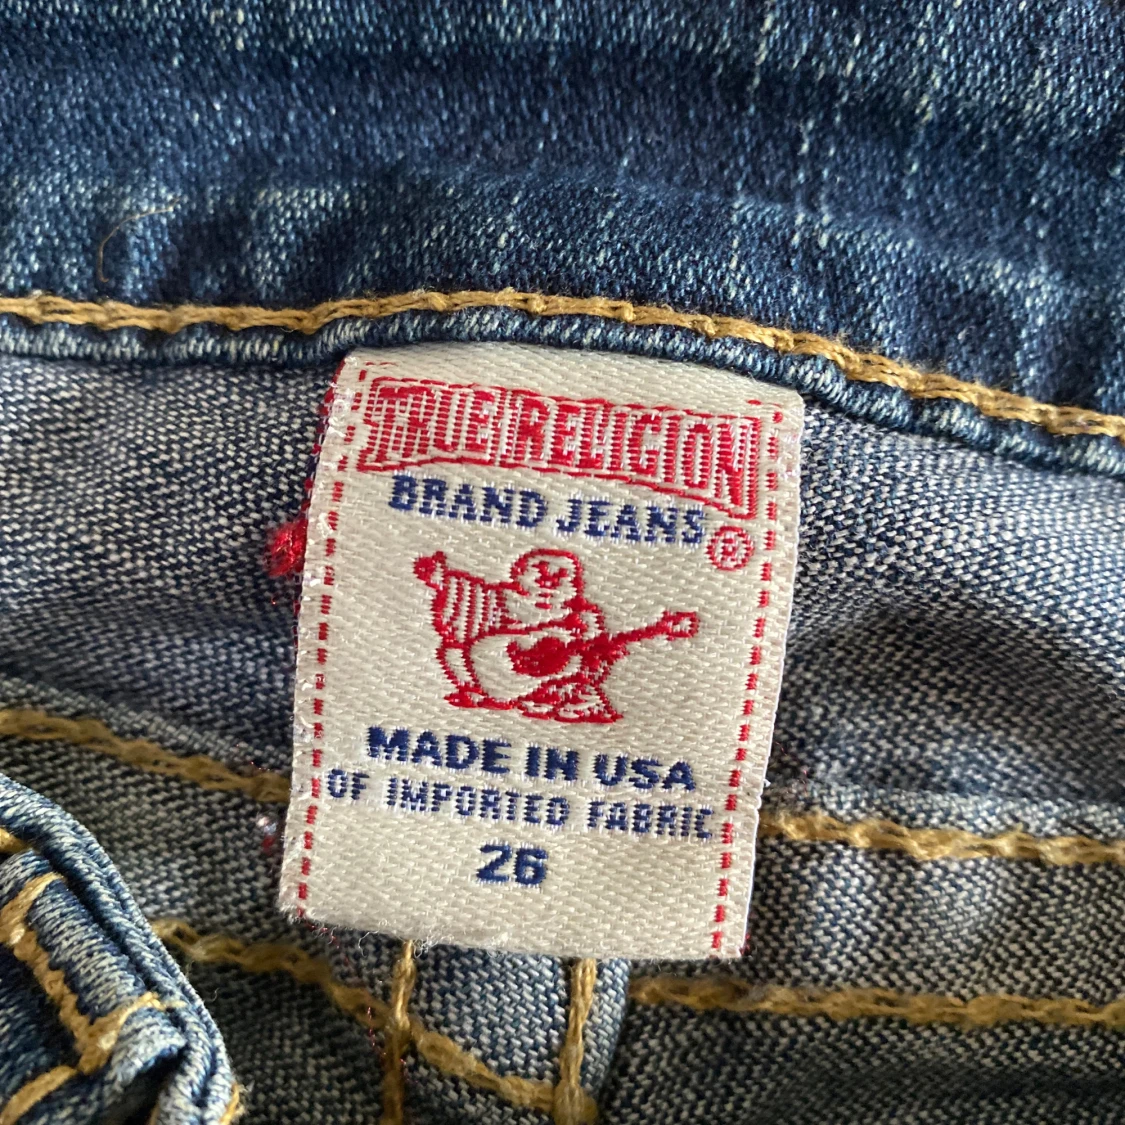 TRUE RELIGION
BRAND JEANS®
MADE IN USA
OF IMPORTED FABRIC
26